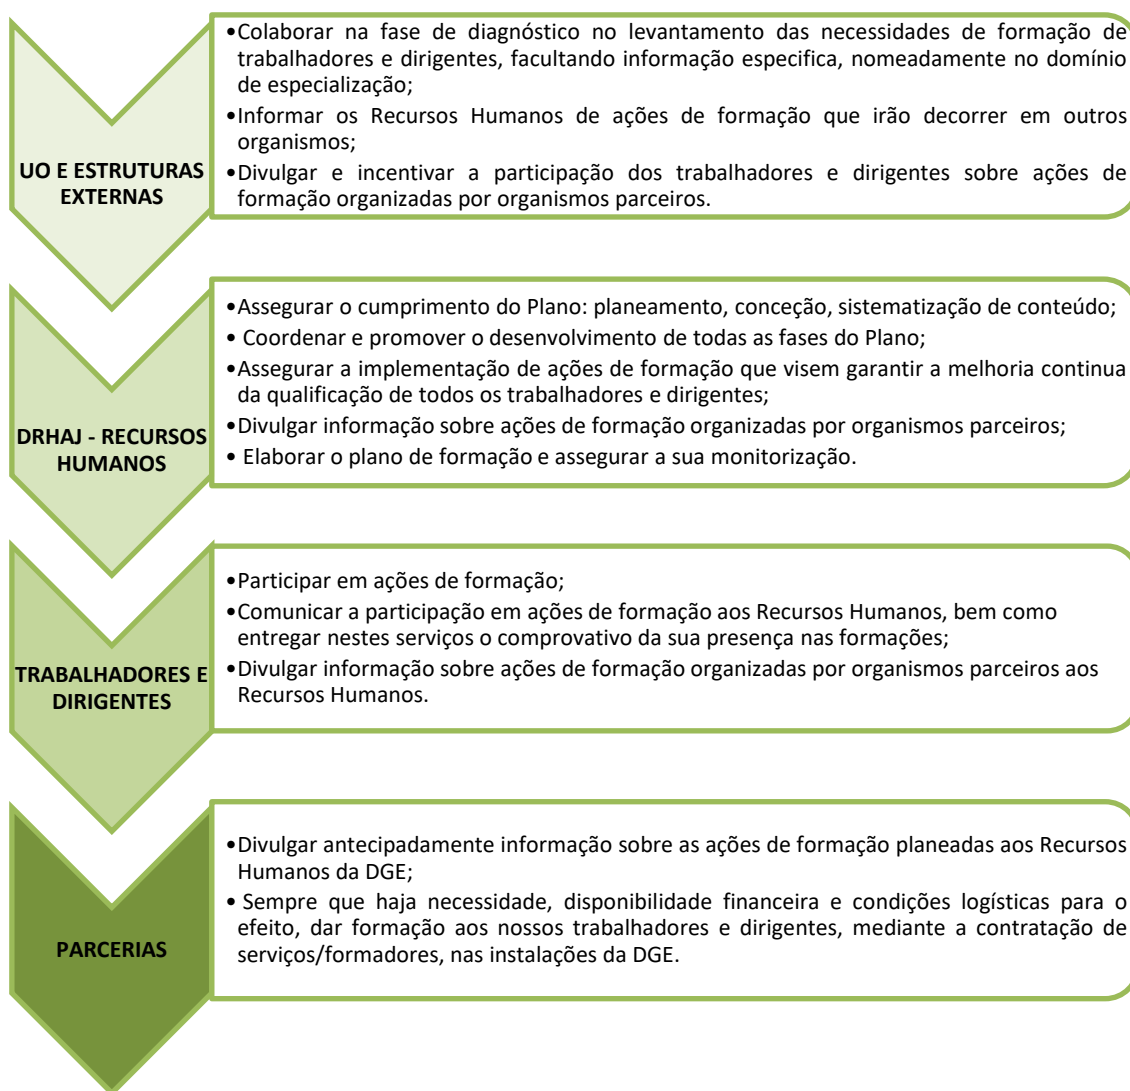 •Colaborar na fase de diagnóstico no levantamento das necessidades de formação de
trabalhadores e dirigentes, facultando informação especifica, nomeadamente no domínio
de especialização;
•Informar os Recursos Humanos de ações de formação que irão decorrer em outros
organismos;
•Divulgar e incentivar a participação dos trabalhadores e dirigentes sobre ações de
formação organizadas por organismos parceiros.
UO E ESTRUTURAS
EXTERNAS
•Assegurar o cumprimento do Plano: planeamento, conceção, sistematização de conteúdo;
• Coordenar e promover o desenvolvimento de todas as fases do Plano;
•Assegurar a implementação de ações de formação que visem garantir a melhoria continua
da qualificação de todos os trabalhadores e dirigentes;
•Divulgar informação sobre ações de formação organizadas por organismos parceiros;
• Elaborar o plano de formação e assegurar a sua monitorização.
DRHAJ - RECURSOS
HUMANOS
•Participar em ações de formação;
•Comunicar a participação em ações de formação aos Recursos Humanos, bem como
entregar nestes serviços o comprovativo da sua presença nas formações;
•Divulgar informação sobre ações de formação organizadas por organismos parceiros aos
Recursos Humanos.
TRABALHADORES E
DIRIGENTES
•Divulgar antecipadamente informação sobre as ações de formação planeadas aos Recursos
Humanos da DGE;
• Sempre que haja necessidade, disponibilidade financeira e condições logísticas para o
efeito, dar formação aos nossos trabalhadores e dirigentes, mediante a contratação de
serviços/formadores, nas instalações da DGE.
PARCERIAS